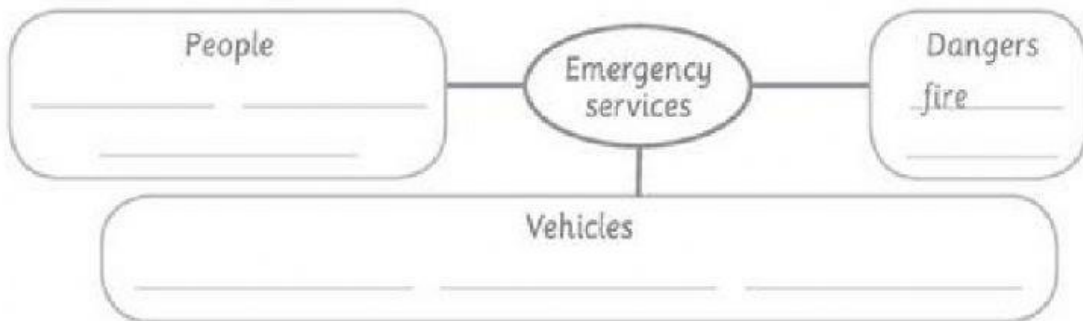 People
Emergency
services
Dangers
fire
Vehicles